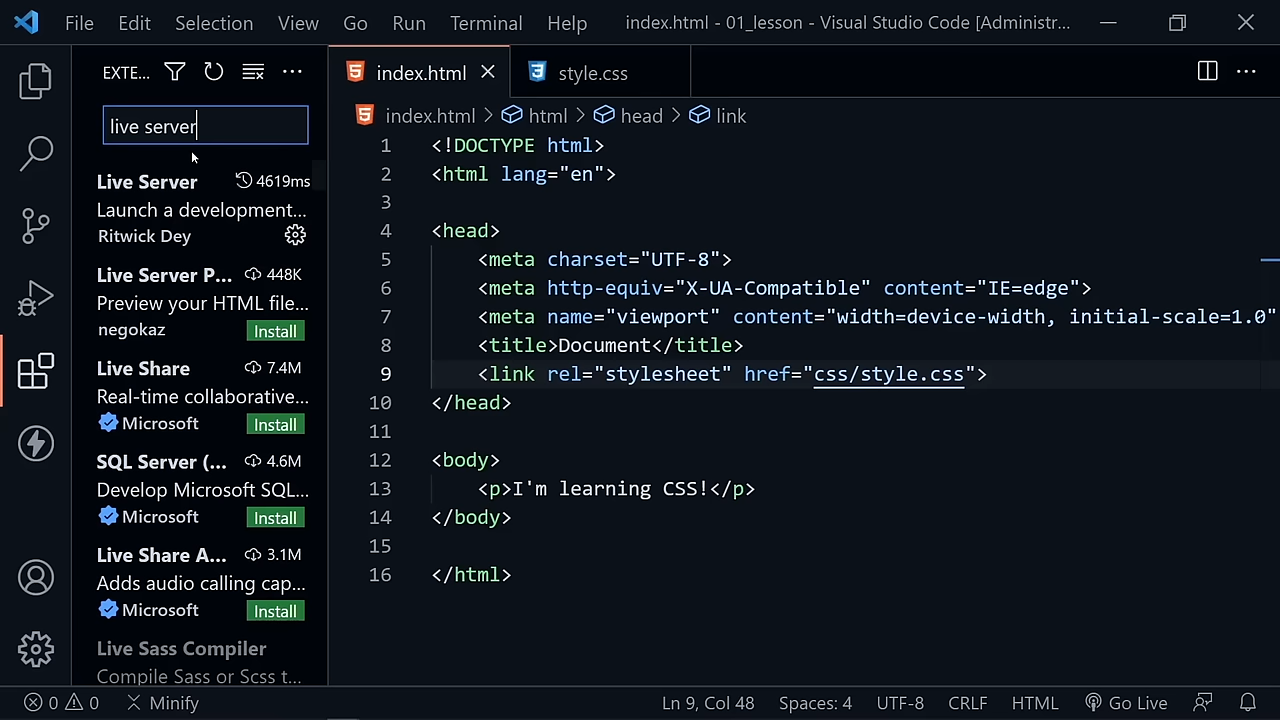 File Edit Selection View Go Run Terminal Help index.html - 01_lesson - Visual Studio Code [Administr...
EXTE...
live server
Live Server 4619ms
Launch a development...
Ritwick Dey
Live Server P... 448K
Preview your HTML file...
negokaz Install
Live Share 7.4M
Real-time collaborative...
Microsoft Install
SQL Server (... 4.6M
Develop Microsoft SQL...
Microsoft Install
Live Share A... 3.1M
Adds audio calling cap...
Microsoft Install
Live Sass Compiler
Compile Sass or Scss t...
index.html style.css
index.html > html > head > link
1 <!DOCTYPE html>
2 <html lang="en">
3
4 <head>
5 <meta charset="UTF-8">
6 <meta http-equiv="X-UA-Compatible" content="IE=edge">
7 <meta name="viewport" content="width=device-width, initial-scale=1.0"
8 <title>Document</title>
9 <link rel="stylesheet" href="css/style.css">
10 </head>
11
12 <body>
13 <p>I'm learning CSS!</p>
14 </body>
15
16 </html>
0 0 Minify Ln 9, Col 48 Spaces: 4 UTF-8 CRLF HTML Go Live